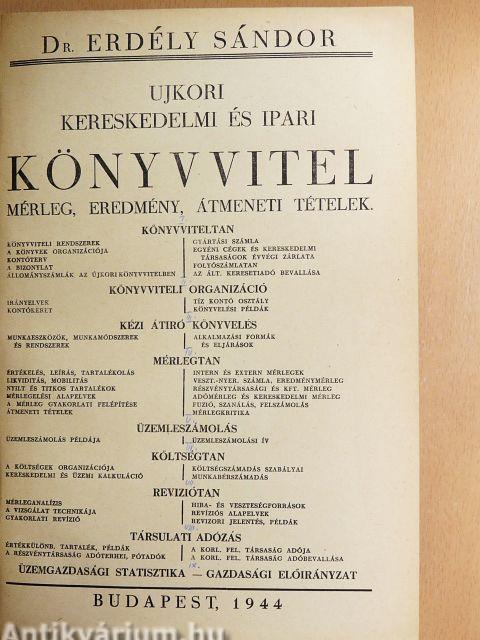 DR. ERDÉLY SÁNDOR
UJKORI
KERESKEDELMI ÉS IPARI
KÖNYVVITEL
MÉRLEG, EREDMÉNY, ÁTMENETI TÉTELEK.
KÖNYVVITELTAN
KÖNYVVITELI RENDSZEREK
A KÖNYVEK ORGANIZÁCIÓJA
KONTÓTERV
A BIZONYLAT
ÁLLOMÁNYSZÁMLÁK AZ UJKORI KÖNYVVITELBEN
GYÁRTÁSI SZÁMLA
EGYÉNI CÉGEK ÉS KERESKEDELMI
TÁRSASÁGOK ÉVVÉGI ZÁRLATA
FOLYÓSZÁMLATAN
AZ ÁLT. KERESETIADÓ BEVALLÁSA
KÖNYVVITELI ORGANIZÁCIÓ
IRÁNYELVEK
KONTÓKERET
TÍZ KONTÓ OSZTÁLY
KÖNYVELÉSI PÉLDÁK
KÉZI ÁTIRÓ KÖNYVELÉS
MUNKAESZKÖZÖK, MUNKAMÓDSZEREK
ÉS RENDSZEREK
ALKALMAZÁSI FORMÁK
ÉS ELJÁRÁSOK
MÉRLEGTAN
ÉRTÉKELÉS, LEÍRÁS, TARTALÉKOLÁS
LIKVIDITÁS, MOBILITÁS
NYILT ÉS TITKOS TARTALÉKOK
MÉRLEGELÉSI ALAPELVEK
A MÉRLEG GYAKORLATI FELÉPÍTÉSE
ÁTMENETI TÉTELEK
INTERN ÉS EXTERN MÉRLEGEK
VESZT.-NYER. SZÁMLA, EREDMÉNYMÉRLEG
RÉSZVÉNYTÁRSASÁGI ÉS KFT. MÉRLEG
ADÓMÉRLEG ÉS KERESKEDELMI MÉRLEG
FUZIÓ, SZANÁLÁS, FELSZÁMOLÁS
MÉRLEGKRITIKA
ÜZEMLESZÁMOLÁS
ÜZEMLESZÁMOLÁS PÉLDÁJA
ÜZEMLESZÁMOLÁSI ÍV
KÖLTSÉGTAN
A KÖLTSÉGEK ORGANIZÁCIÓJA
KERESKEDELMI ÉS ÜZEMI KALKULÁCIÓ
KÖLTSÉGSZÁMADÁS SZABÁLYAI
MUNKABÉRSZÁMADÁS
REVIZIÓTAN
MÉRLEGANALÍZIS
A VIZSGÁLAT TECHNIKÁJA
GYAKORLATI REVÍZIÓ
HIBA- ÉS VESZTESÉGFORRÁSOK
REVÍZIÓS ALAPELVEK
REVIZORI JELENTÉS, PÉLDÁK
TÁRSULATI ADÓZÁS
ÉRTÉKKÜLÖNB. TARTALÉK, PÉLDÁK
A RÉSZVÉNYTÁRSASÁG ADÓTERHEI, PÓTADÓK
A KORL. FEL. TÁRSASÁG ADÓJA
A KORL. FEL. TÁRSASÁG ADÓBEVALLÁSA
ÜZEMGAZDASÁGI STATISZTIKA — GAZDASÁGI ELŐIRÁNYZAT
BUDAPEST, 1944
Antikvárium.hu